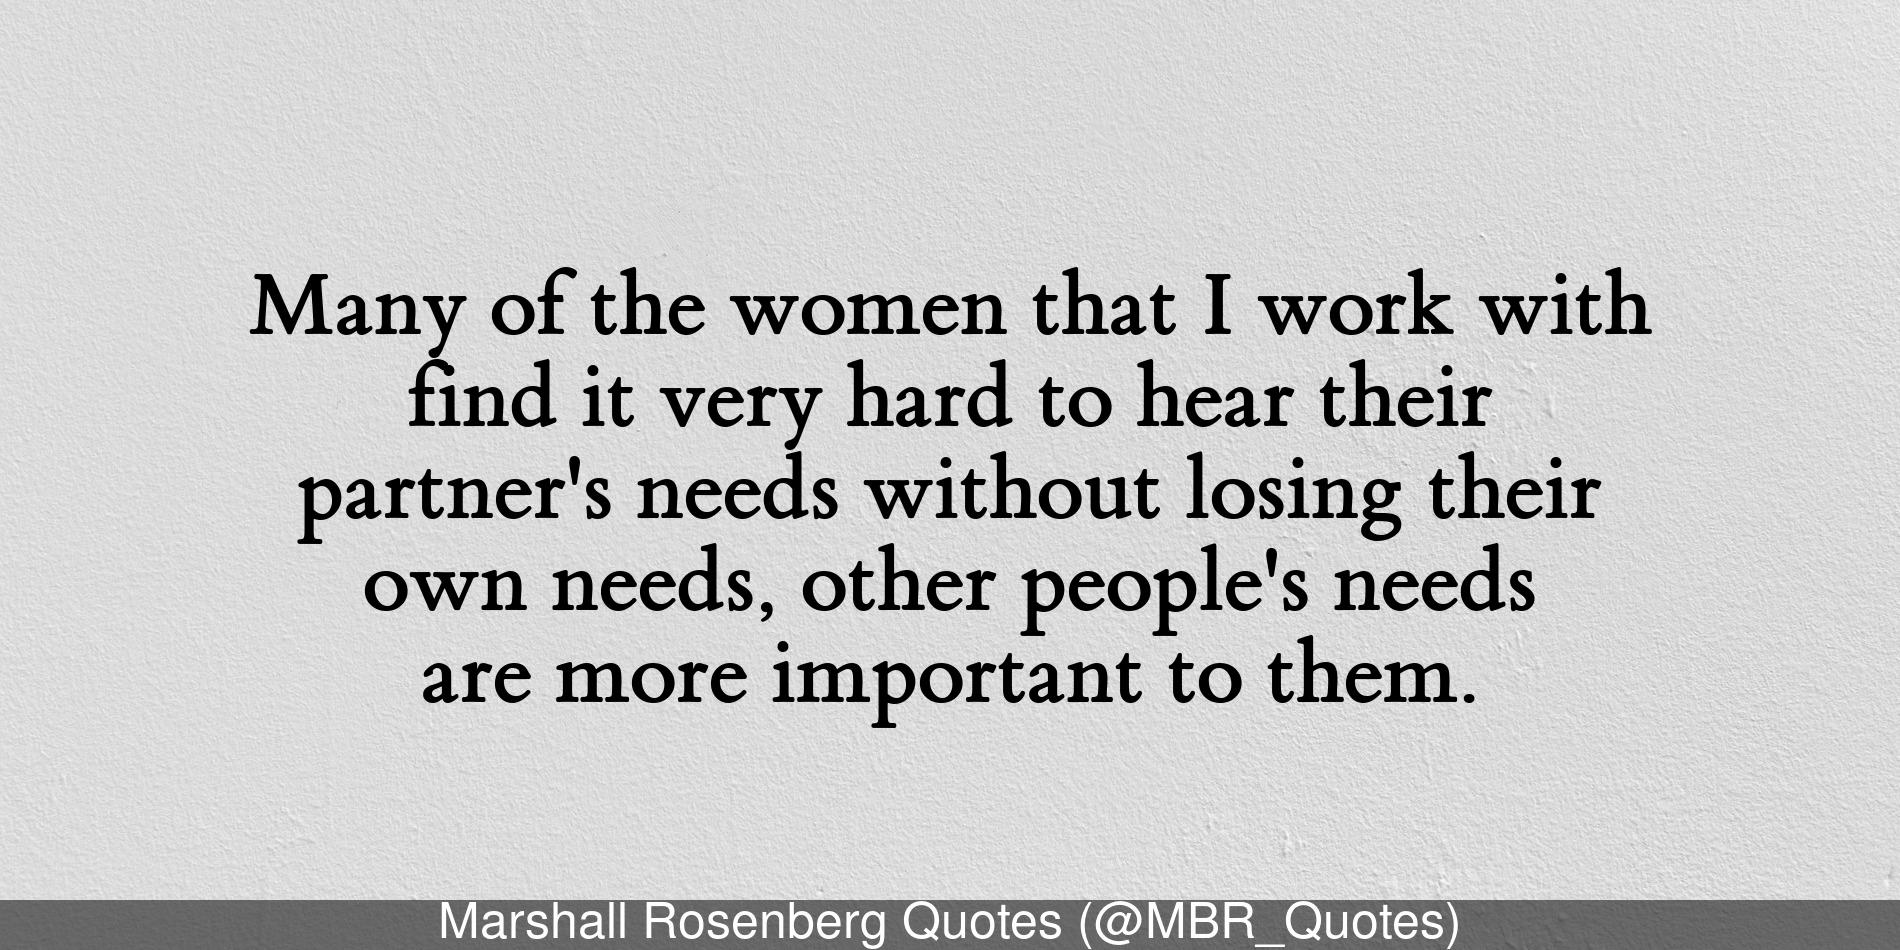 Many of the women that I work with
find it very hard to hear their
partner's needs without losing their
own needs, other people's needs
are more important to them.
Marshall Rosenberg Quotes (@MBR_Quotes)